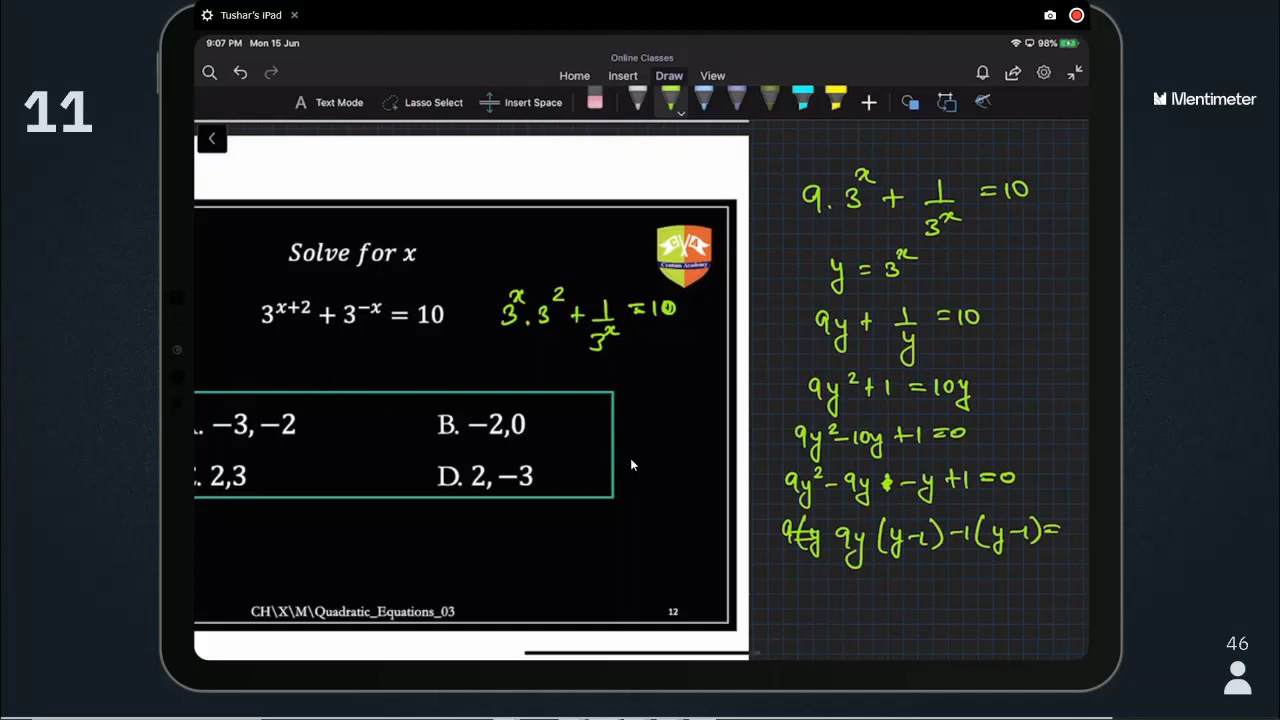 Tushar's iPad ×
9:07 PM Mon 15 Jun
98%
Online Classes
Home Insert Draw View
Text Mode Lasso Select Insert Space
11
Mentimeter
Solve for x
3^{x+2} + 3^{-x} = 10
3^x . 3^2 + 1/3^x = 10
. −3, −2 B. −2,0
. 2,3 D. 2, −3
CH\X\M\Quadratic_Equations_03
12
9. 3^x + 1/3^x = 10
y = 3^x
9y + 1/y = 10
9y^2 + 1 = 10y
9y^2 - 10y + 1 = 0
9y^2 - 9y - y + 1 = 0
9y (y-1) -1 (y-1) =
46